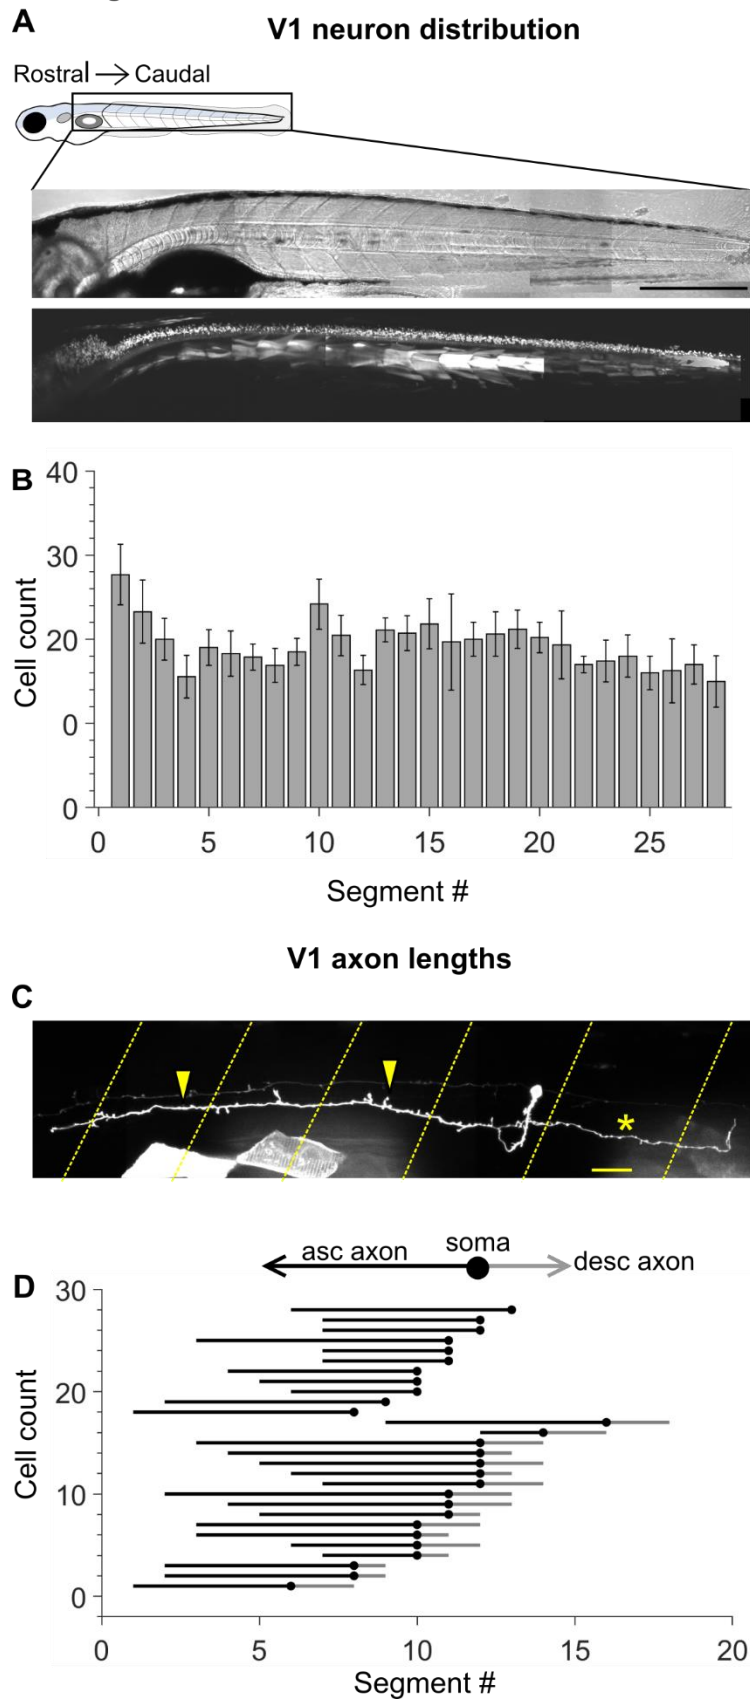 A
V1 neuron distribution
Rostral → Caudal
B
40
30
20
0
0
Cell count
0 5 10 15 20 25
Segment #
V1 axon lengths
C
*
asc axon soma desc axon
D
30
20
10
0
Cell count
0 5 10 15 20
Segment #